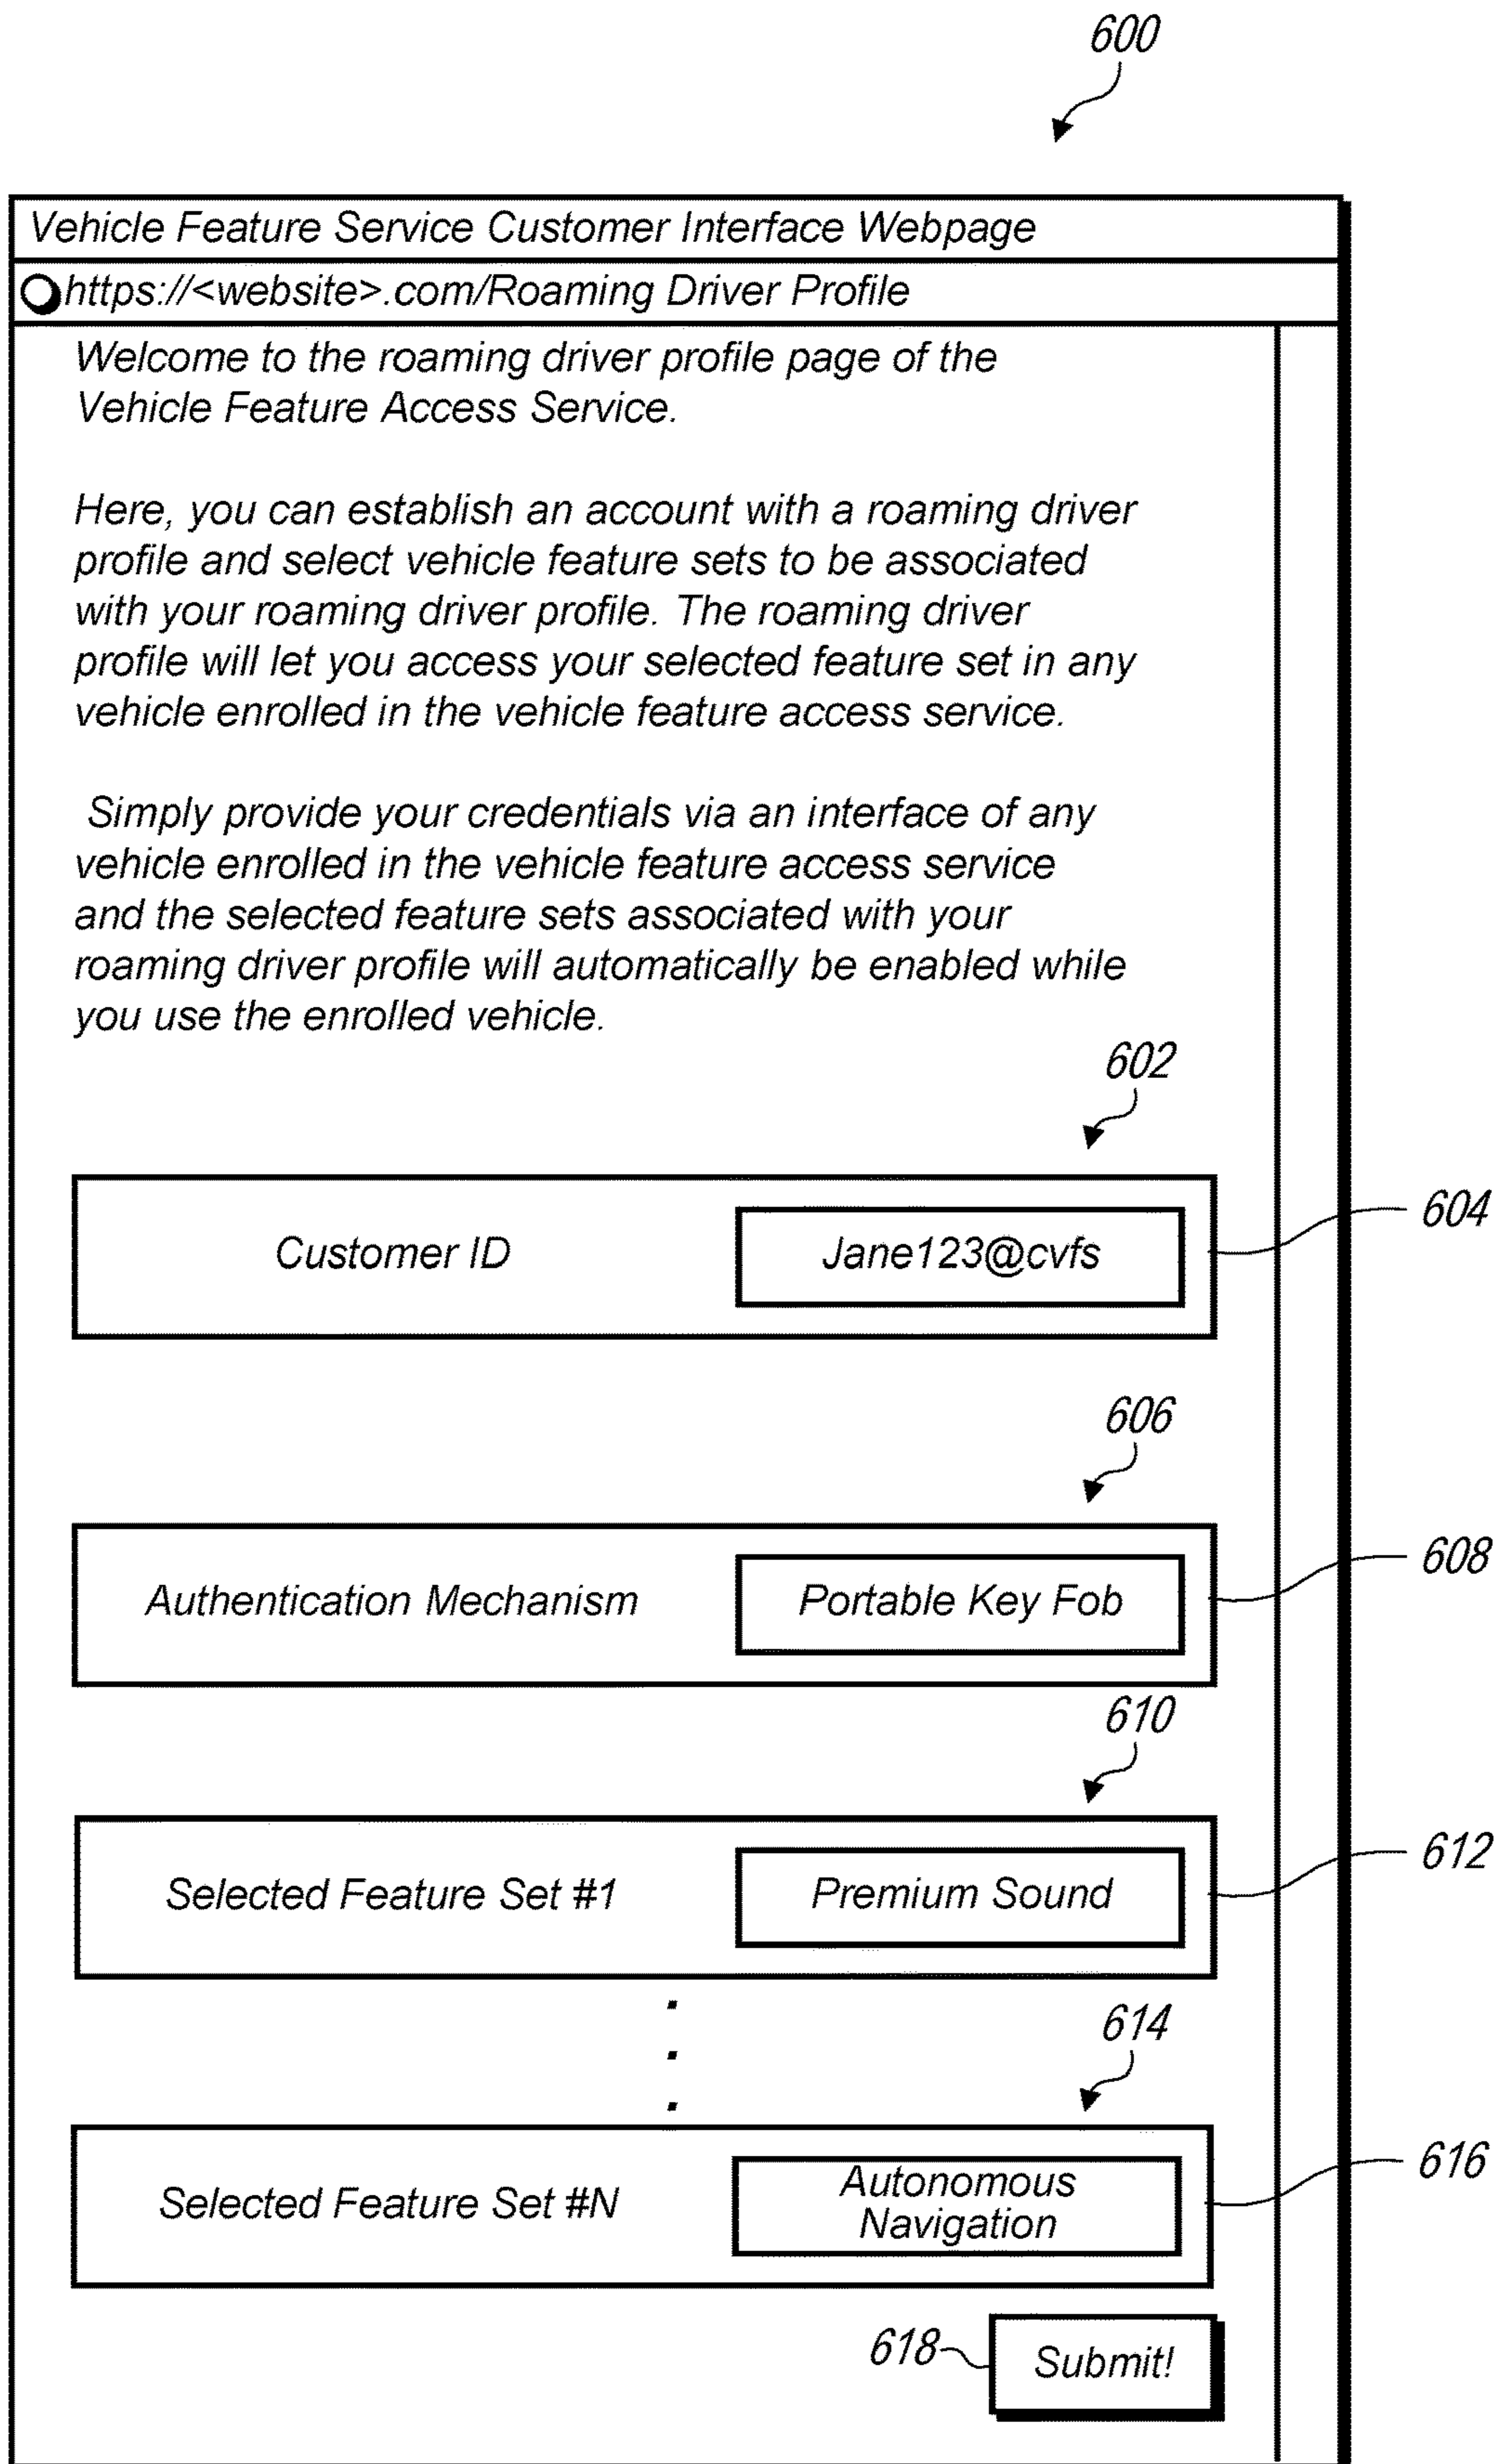 600
Vehicle Feature Service Customer Interface Webpage
https://<website>.com/Roaming Driver Profile
Welcome to the roaming driver profile page of the
Vehicle Feature Access Service.
Here, you can establish an account with a roaming driver
profile and select vehicle feature sets to be associated
with your roaming driver profile. The roaming driver
profile will let you access your selected feature set in any
vehicle enrolled in the vehicle feature access service.
Simply provide your credentials via an interface of any
vehicle enrolled in the vehicle feature access service
and the selected feature sets associated with your
roaming driver profile will automatically be enabled while
you use the enrolled vehicle.
602
604
Customer ID Jane123@cvfs
606
608
Authentication Mechanism Portable Key Fob
610
612
Selected Feature Set #1 Premium Sound
614
616
Selected Feature Set #N Autonomous
Navigation
618 Submit!